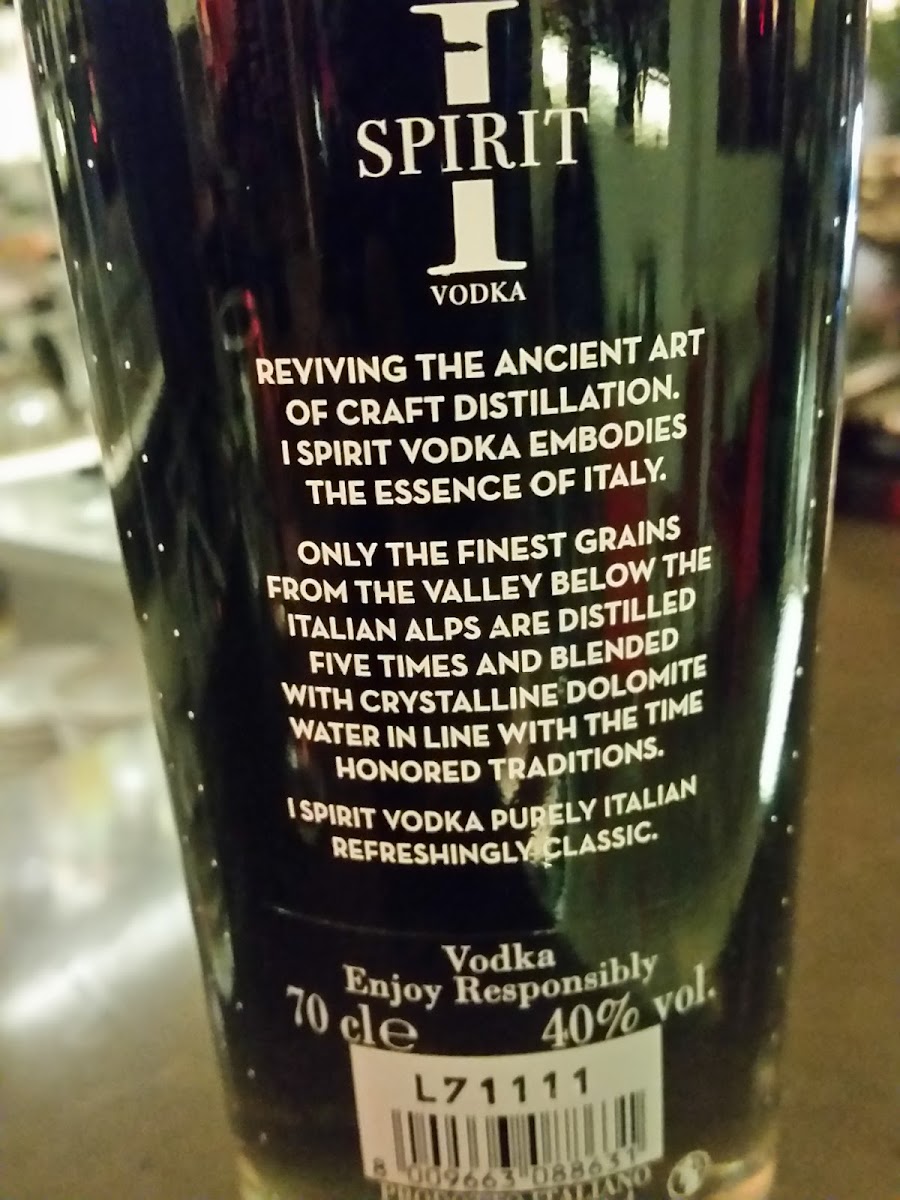 I
SPIRIT
VODKA
REVIVING THE ANCIENT ART
OF CRAFT DISTILLATION.
I SPIRIT VODKA EMBODIES
THE ESSENCE OF ITALY.
ONLY THE FINEST GRAINS
FROM THE VALLEY BELOW THE
ITALIAN ALPS ARE DISTILLED
FIVE TIMES AND BLENDED
WITH CRYSTALLINE DOLOMITE
WATER IN LINE WITH THE TIME
HONORED TRADITIONS.
I SPIRIT VODKA PURELY ITALIAN
REFRESHINGLY CLASSIC.
Vodka
Enjoy Responsibly
70 cl e 40% vol.
L71111
8 009663 088631
PRODOTTO ITALIANO